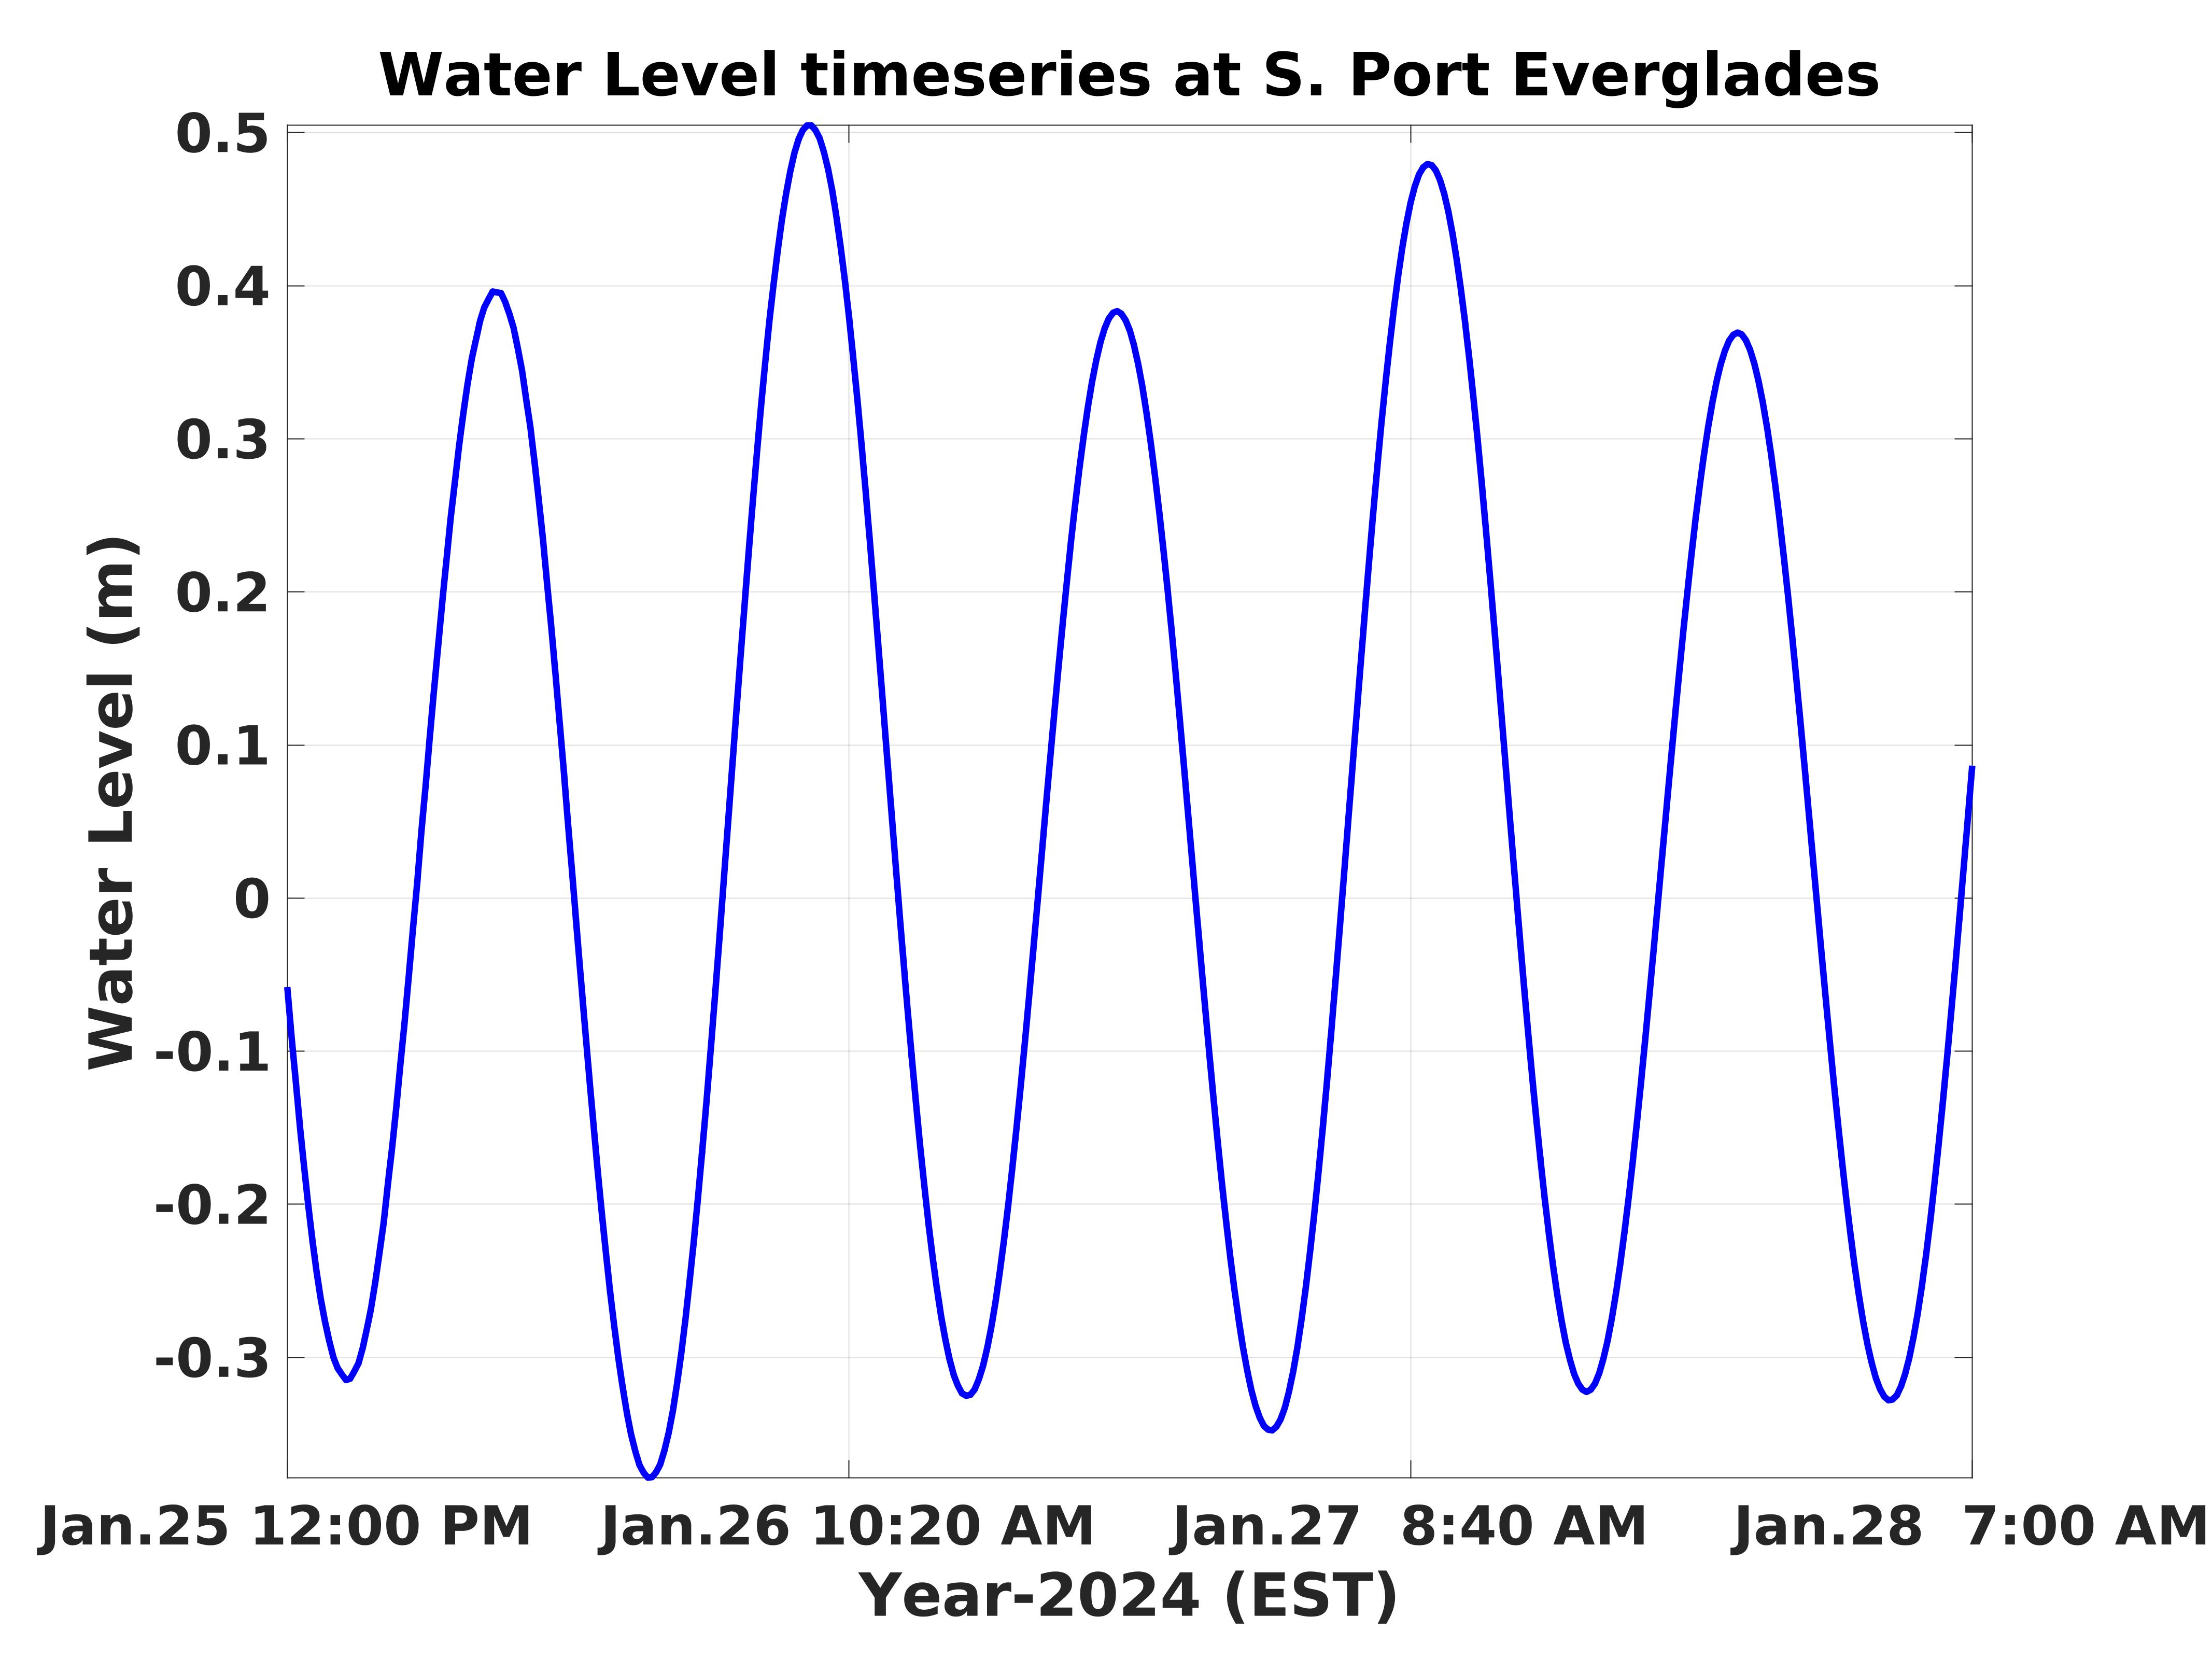 Water Level timeseries at S. Port Everglades
Water Level (m)
0.5
0.4
0.3
0.2
0.1
0
-0.1
-0.2
-0.3
Jan.25 12:00 PM Jan.26 10:20 AM Jan.27 8:40 AM Jan.28 7:00 AM
Year-2024 (EST)